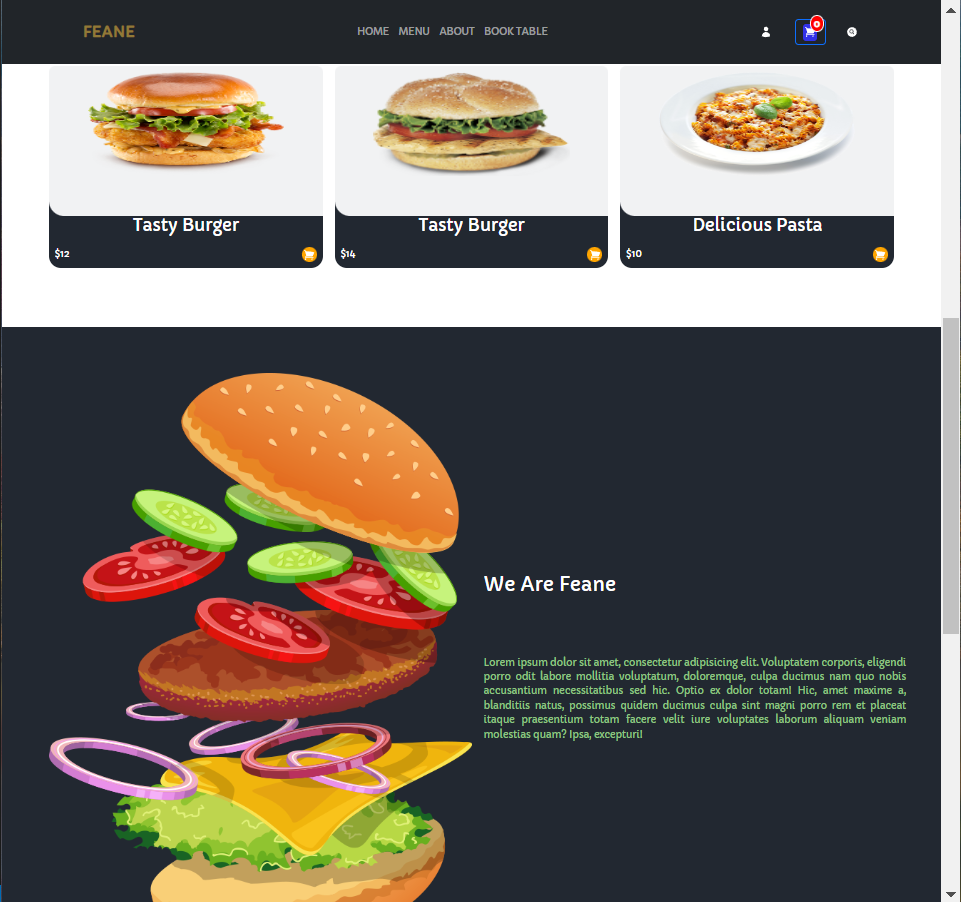 FEANE
HOME MENU ABOUT BOOK TABLE
0
Tasty Burger
Tasty Burger
Delicious Pasta
$12
$14
$10
We Are Feane
Lorem ipsum dolor sit amet, consectetur adipisicing elit. Voluptatem corporis, eligendi
porro odit labore mollitia voluptatum, doloremque, culpa ducimus nam quo nobis
accusantium necessitatibus sed hic. Optio ex dolor totam! Hic, amet maxime a,
blanditiis natus, possimus quidem ducimus culpa sint magni porro rem et placeat
itaque praesentium totam facere velit iure voluptates laborum aliquam veniam
molestias quam? Ipsa, excepturi!